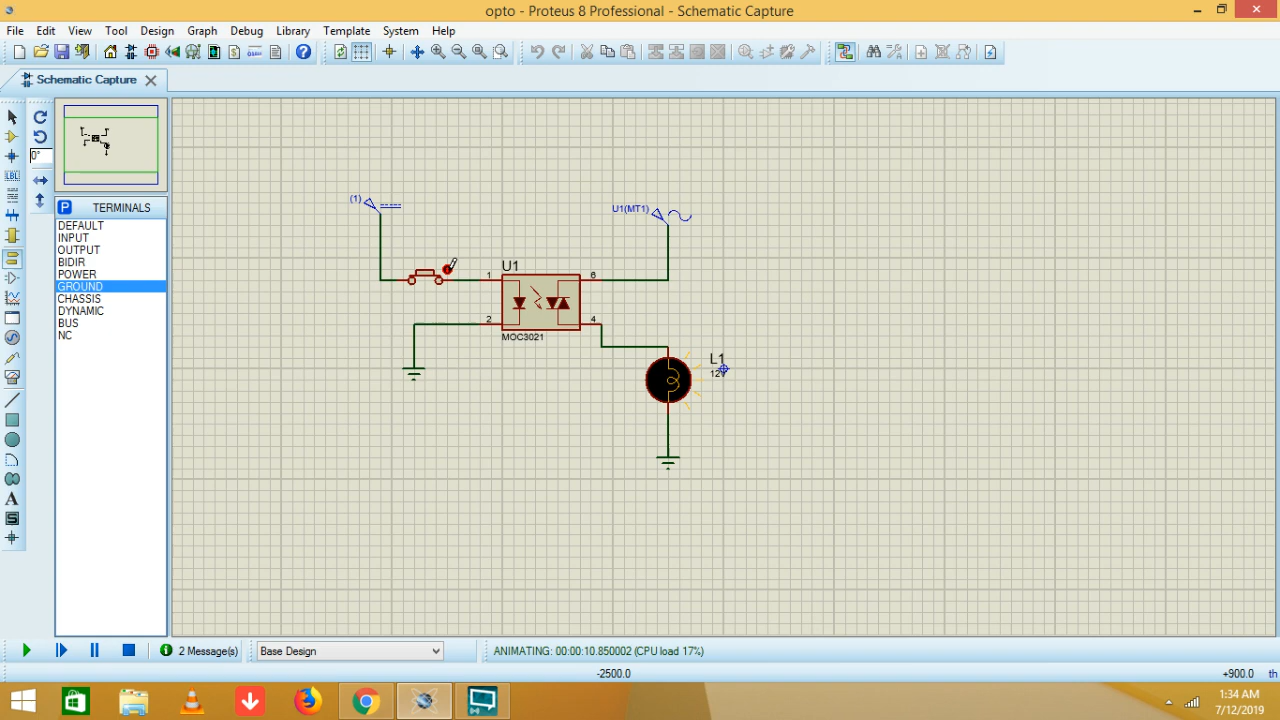 opto - Proteus 8 Professional - Schematic Capture
File Edit View Tool Design Graph Debug Library Template System Help
Schematic Capture
0°
LBL
P TERMINALS
DEFAULT
INPUT
OUTPUT
BIDIR
POWER
GROUND
CHASSIS
DYNAMIC
BUS
NC
A
S
(1)
U1(MT1)
U1
1
6
2
4
MOC3021
L1
12V
2 Message(s)
Base Design
ANIMATING: 00:00:10.850002 (CPU load 17%)
-2500.0
+900.0
th
1:34 AM
7/12/2019